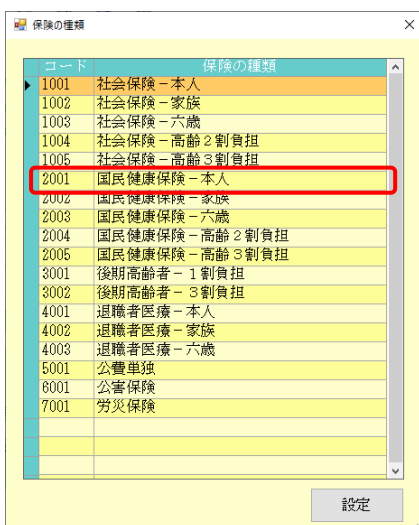 保険の種類
コード 保険の種類
1001 社会保険－本人
1002 社会保険－家族
1003 社会保険－六歳
1004 社会保険－高齢２割負担
1005 社会保険－高齢３割負担
2001 国民健康保険－本人
2002 国民健康保険－家族
2003 国民健康保険－六歳
2004 国民健康保険－高齢２割負担
2005 国民健康保険－高齢３割負担
3001 後期高齢者－１割負担
3002 後期高齢者－３割負担
4001 退職者医療－本人
4002 退職者医療－家族
4003 退職者医療－六歳
5001 公費単独
6001 公害保険
7001 労災保険
設定